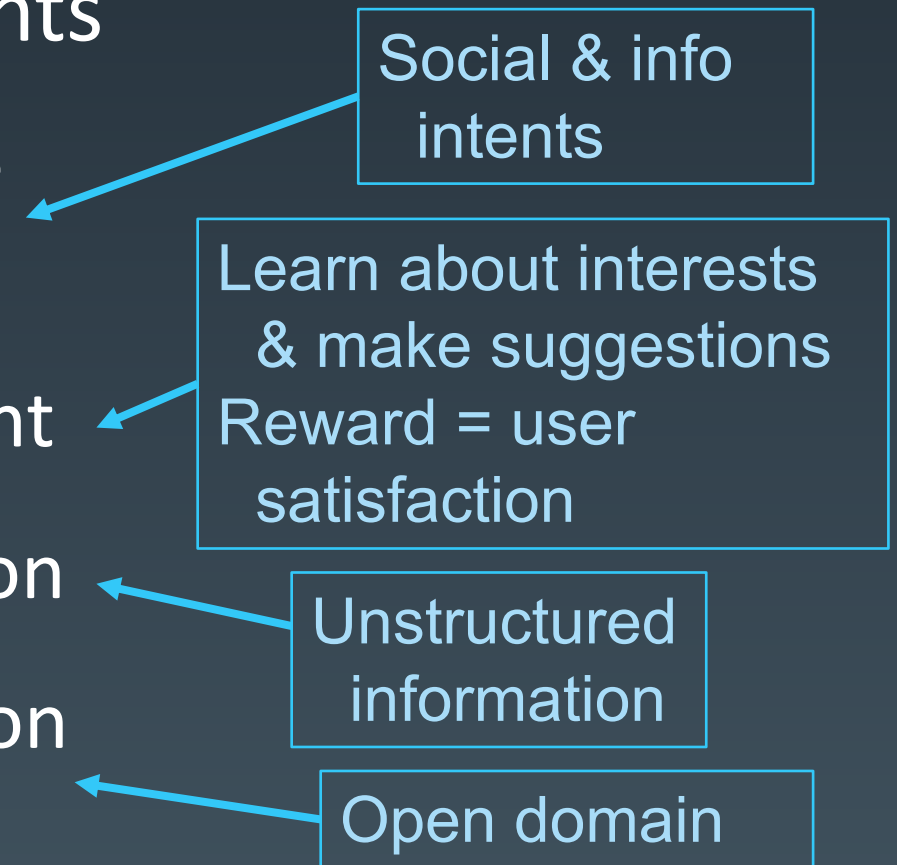 nts
Social & info
intents
Learn about interests
& make suggestions
nt
Reward = user
satisfaction
on
Unstructured
information
on
Open domain